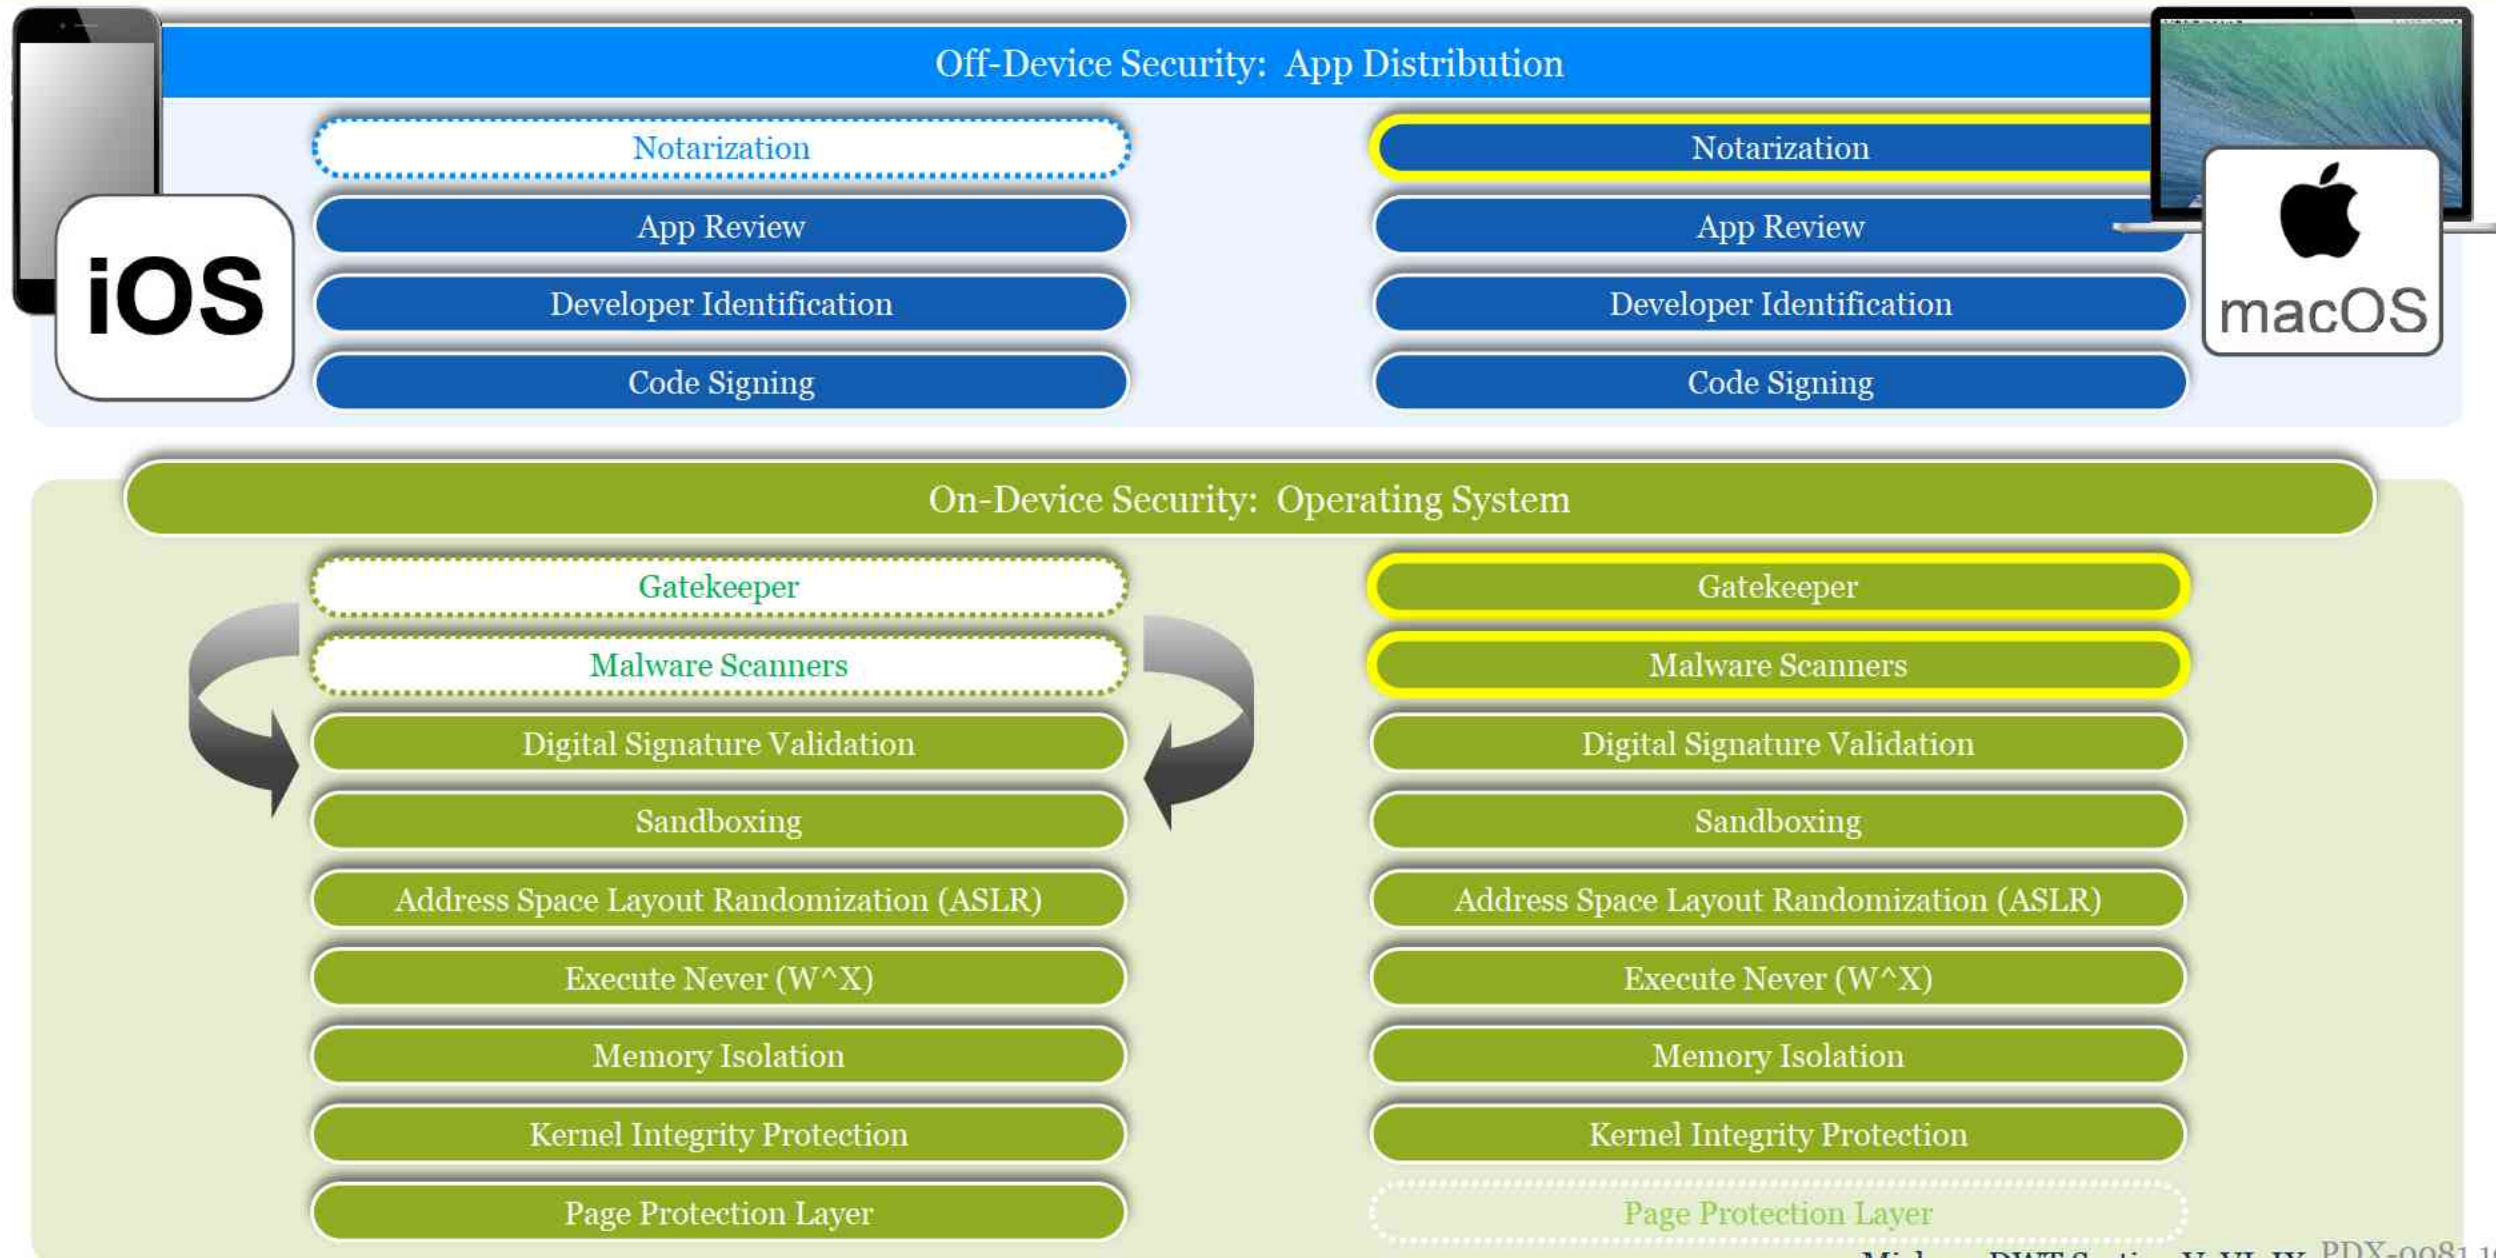 Off-Device Security: App Distribution
Notarization
Notarization
App Review
App Review
Developer Identification
Developer Identification
Code Signing
Code Signing
iOS
macOS
On-Device Security: Operating System
Gatekeeper
Gatekeeper
Malware Scanners
Malware Scanners
Digital Signature Validation
Digital Signature Validation
Sandboxing
Sandboxing
Address Space Layout Randomization (ASLR)
Address Space Layout Randomization (ASLR)
Execute Never (W^X)
Execute Never (W^X)
Memory Isolation
Memory Isolation
Kernel Integrity Protection
Kernel Integrity Protection
Page Protection Layer
Page Protection Layer